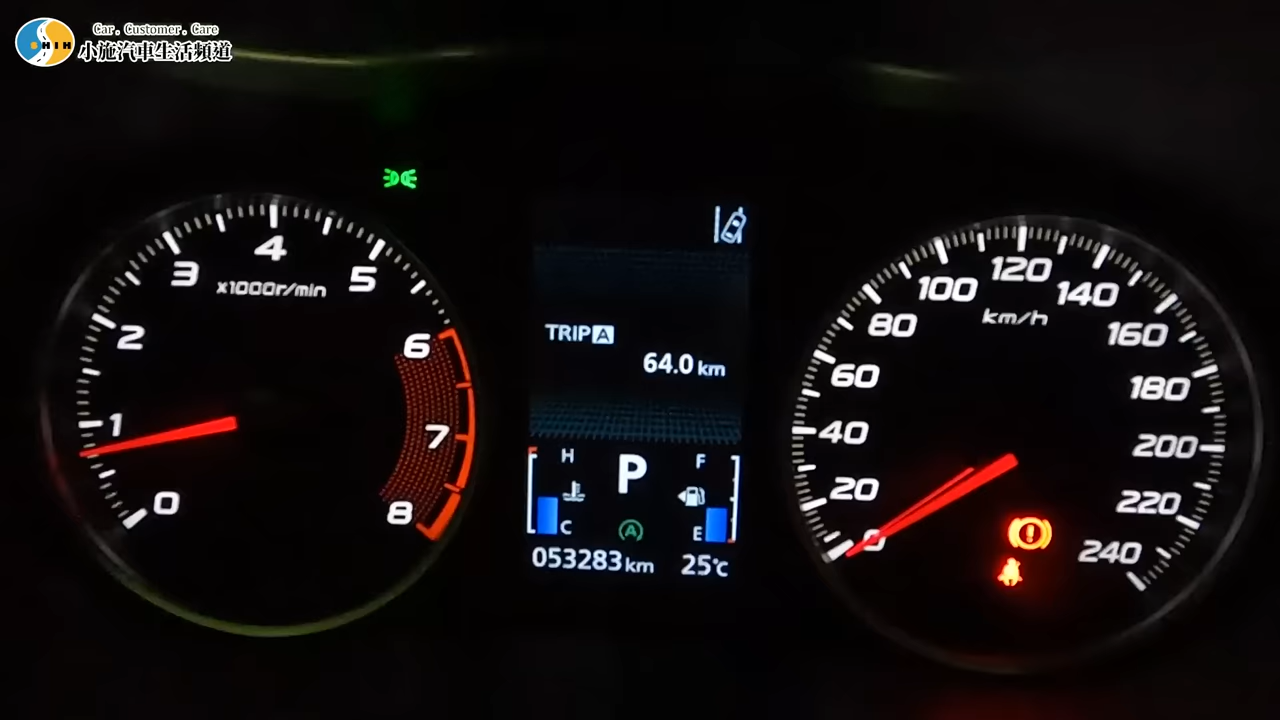 Car. Customer. Care
SHIH
小施汽車生活頻道
0
1
2
3
4
5
6
7
8
x1000r/min
TRIP A
64.0 km
H
P
F
C
A
E
053283 km
25℃
0
20
40
60
80
100
120
140
160
180
200
220
240
km/h